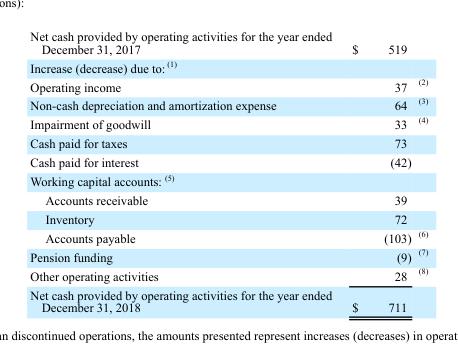 ons):
Net cash provided by operating activities for the year ended
December 31, 2017 $ 519
Increase (decrease) due to: (1)
Operating income 37 (2)
Non-cash depreciation and amortization expense 64 (3)
Impairment of goodwill 33 (4)
Cash paid for taxes 73
Cash paid for interest (42)
Working capital accounts: (5)
Accounts receivable 39
Inventory 72
Accounts payable (103) (6)
Pension funding (9) (7)
Other operating activities 28 (8)
Net cash provided by operating activities for the year ended
December 31, 2018 $ 711
an discontinued operations, the amounts presented represent increases (decreases) in operat